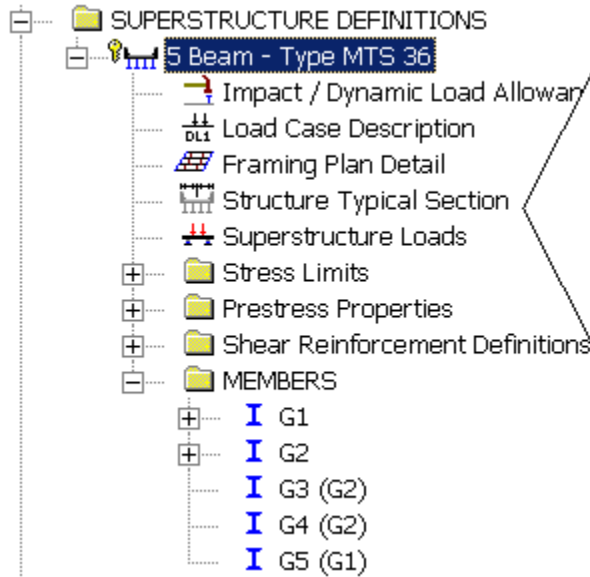 SUPERSTRUCTURE DEFINITIONS
5 Beam - Type MTS 36
Impact / Dynamic Load Allowan
DL1 Load Case Description
Framing Plan Detail
Structure Typical Section
Superstructure Loads
Stress Limits
Prestress Properties
Shear Reinforcement Definitions
MEMBERS
G1
G2
G3 (G2)
G4 (G2)
G5 (G1)